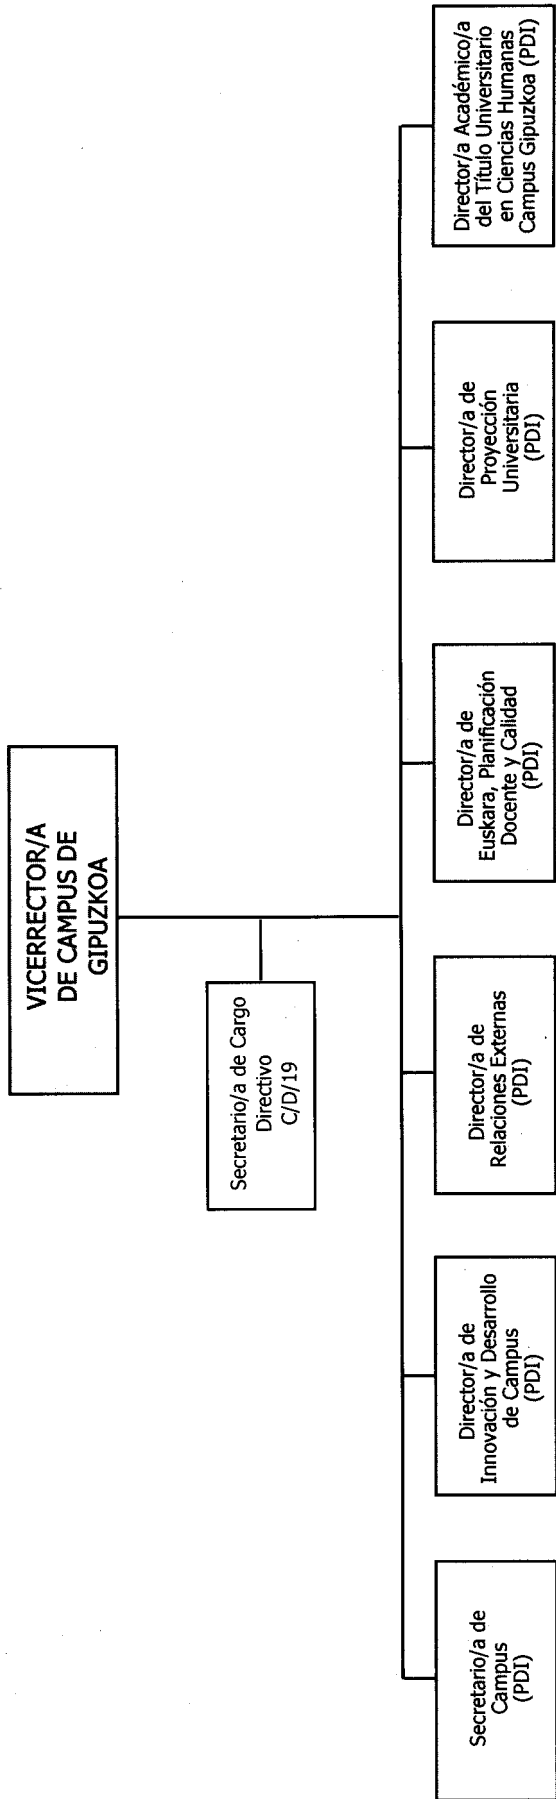 VICERRECTOR/A
DE CAMPUS DE
GIPUZKOA
Secretario/a de Cargo
Directivo
C/D/19
Secretario/a de
Campus
(PDI)
Director/a de
Innovación y Desarrollo
de Campus
(PDI)
Director/a de
Relaciones Externas
(PDI)
Director/a de
Euskara, Planificación
Docente y Calidad
(PDI)
Director/a de
Proyección
Universitaria
(PDI)
Director/a Académico/a
del Título Universitario
en Ciencias Humanas
Campus Gipuzkoa (PDI)